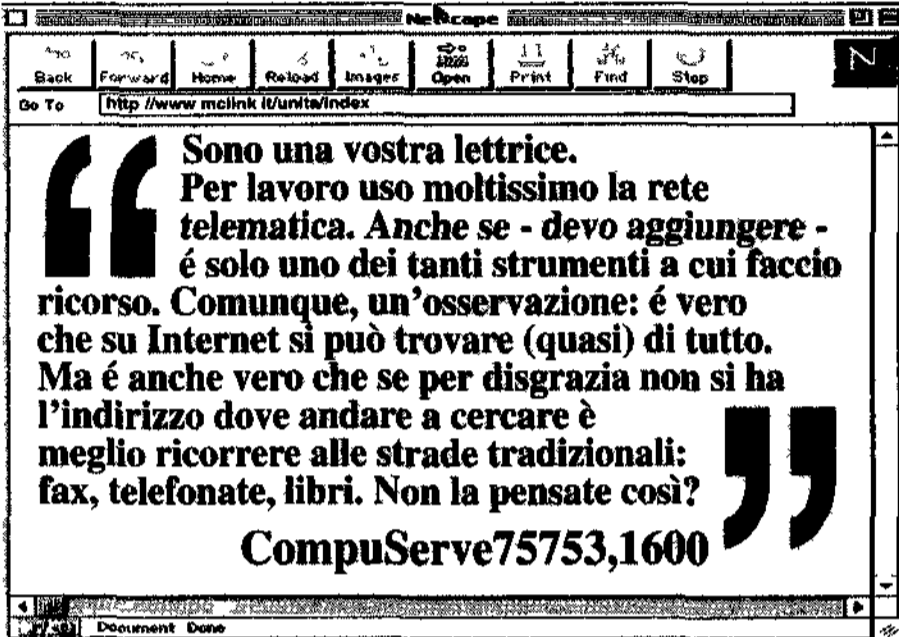 Netscape
Back Forward Home Reload Images Open Print Find Stop
N
Go To http //www mclink it/unita/index
“ Sono una vostra lettrice.
Per lavoro uso moltissimo la rete
telematica. Anche se - devo aggiungere -
é solo uno dei tanti strumenti a cui faccio
ricorso. Comunque, un'osservazione: é vero
che su Internet si può trovare (quasi) di tutto.
Ma é anche vero che se per disgrazia non si ha
l'indirizzo dove andare a cercare è
meglio ricorrere alle strade tradizionali:
fax, telefonate, libri. Non la pensate così? ”
CompuServe75753,1600
Document Done